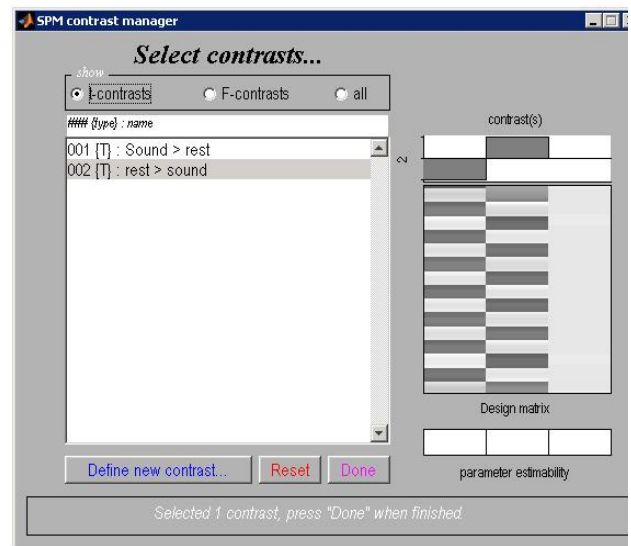 SPM contrast manager
Select contrasts...
show
t-contrasts F-contrasts all
### {type} : name
001 {T} : Sound > rest
002 {T} : rest > sound
contrast(s)
2
Design matrix
parameter estimability
Define new contrast... Reset Done
Selected 1 contrast, press "Done" when finished.